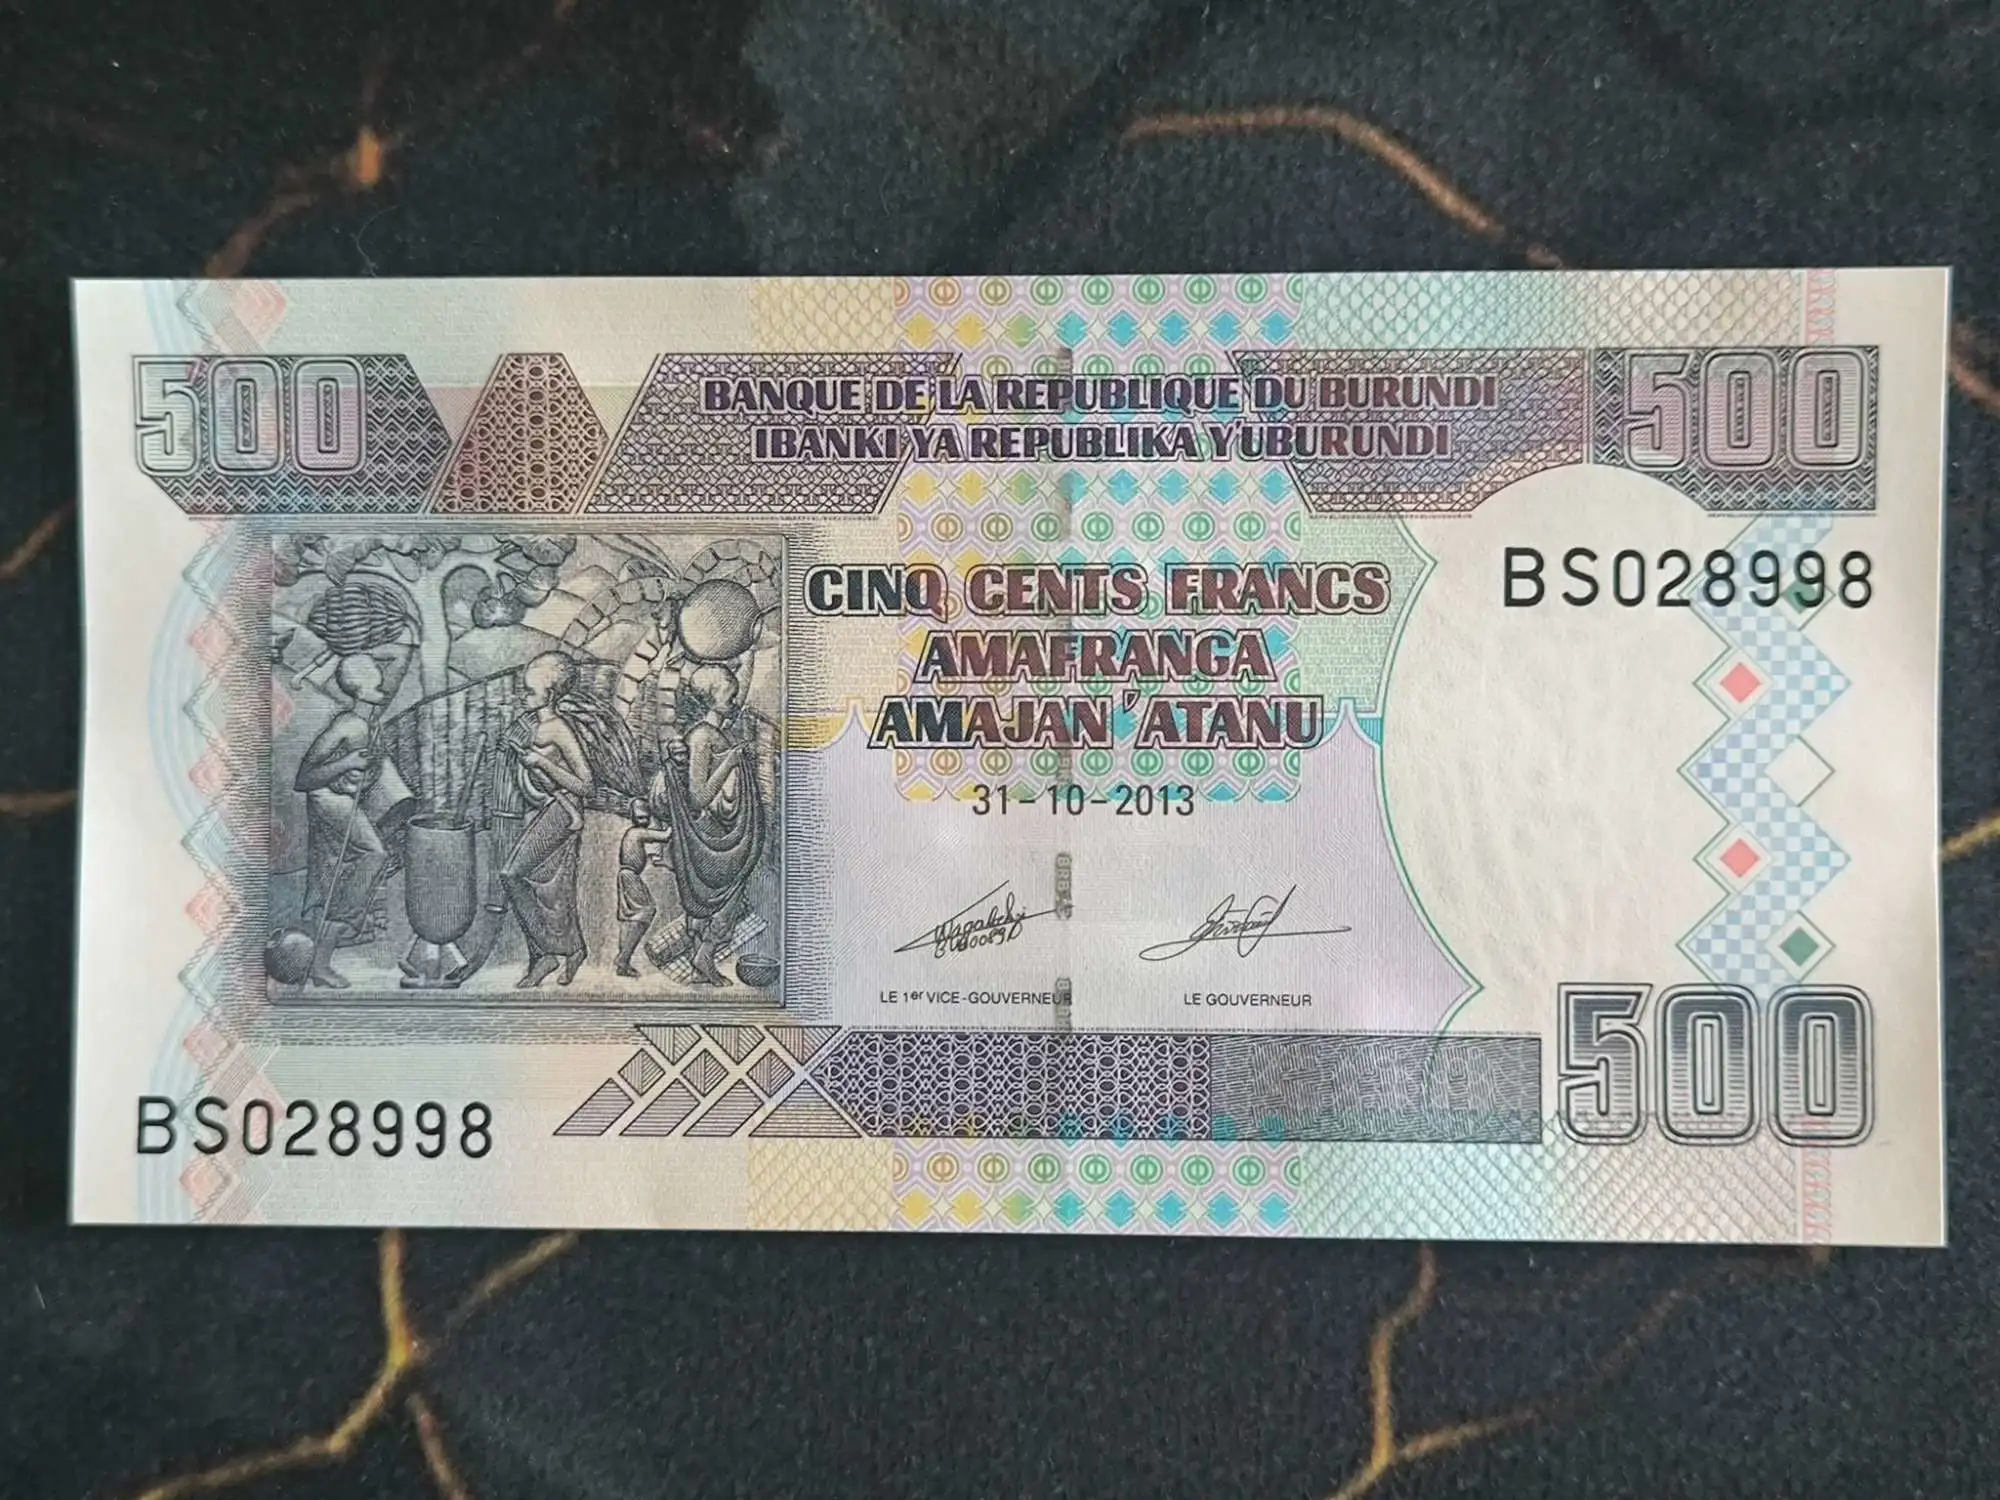 500
BANQUE DE LA REPUBLIQUE DU BURUNDI
500
IBANKI YA REPUBLIKA Y'UBURUNDI
CINQ CENTS FRANCS
BS028998
AMAFRANGA
AMAJAN'ATANU
31-10-2013
LE 1er VICE-GOUVERNEUR
LE GOUVERNEUR
500
BS028998